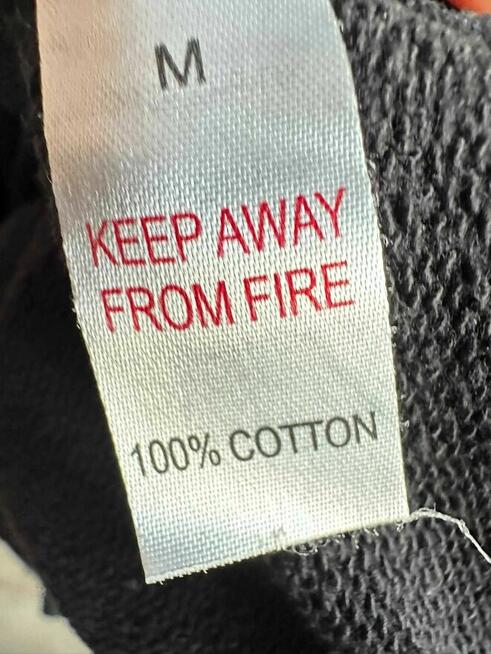 M
KEEP AWAY
FROM FIRE
100% COTTON